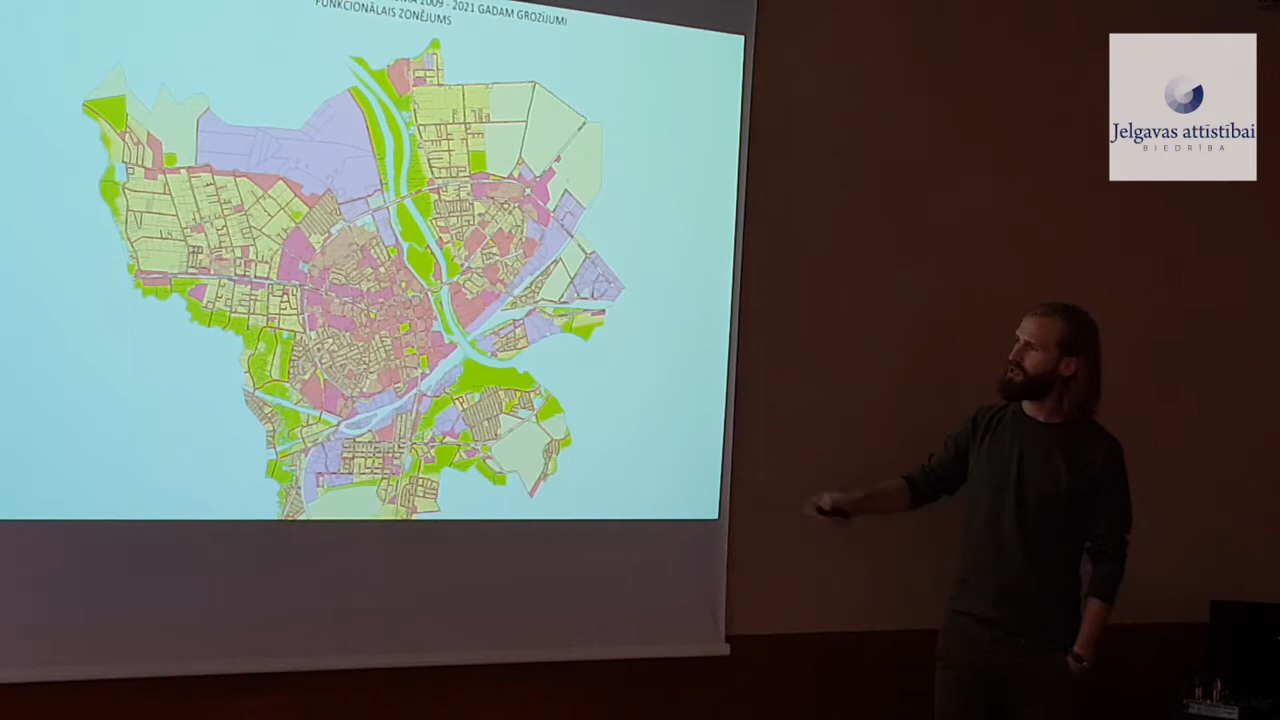 2009 - 2021 GADAM GROZĪJUMI
FUNKCIONĀLAIS ZONĒJUMS
Jelgavas attīstībai
BIEDRĪBA